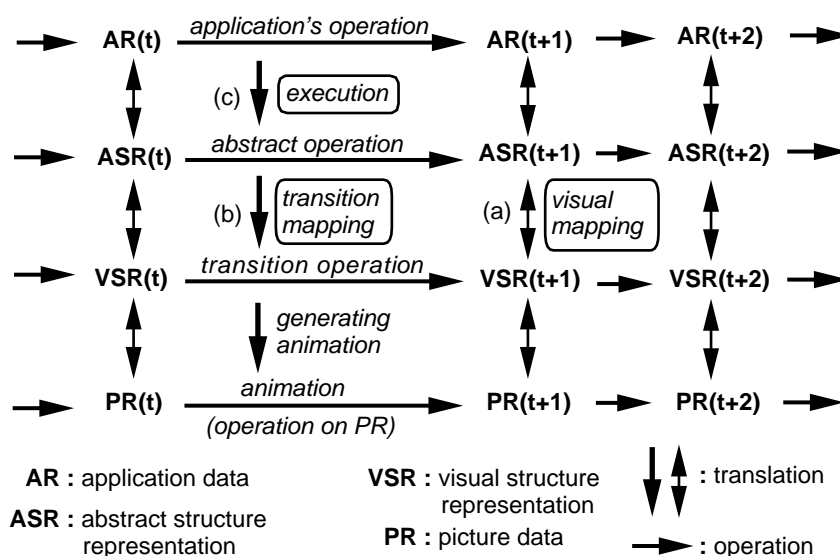 AR(t) application's operation AR(t+1) AR(t+2)
(c) execution
ASR(t) abstract operation ASR(t+1) ASR(t+2)
(b) transition mapping (a) visual mapping
VSR(t) transition operation VSR(t+1) VSR(t+2)
generating
animation
PR(t) animation PR(t+1) PR(t+2)
(operation on PR)
AR : application data
ASR : abstract structure
representation
VSR : visual structure
representation
PR : picture data
: translation
: operation